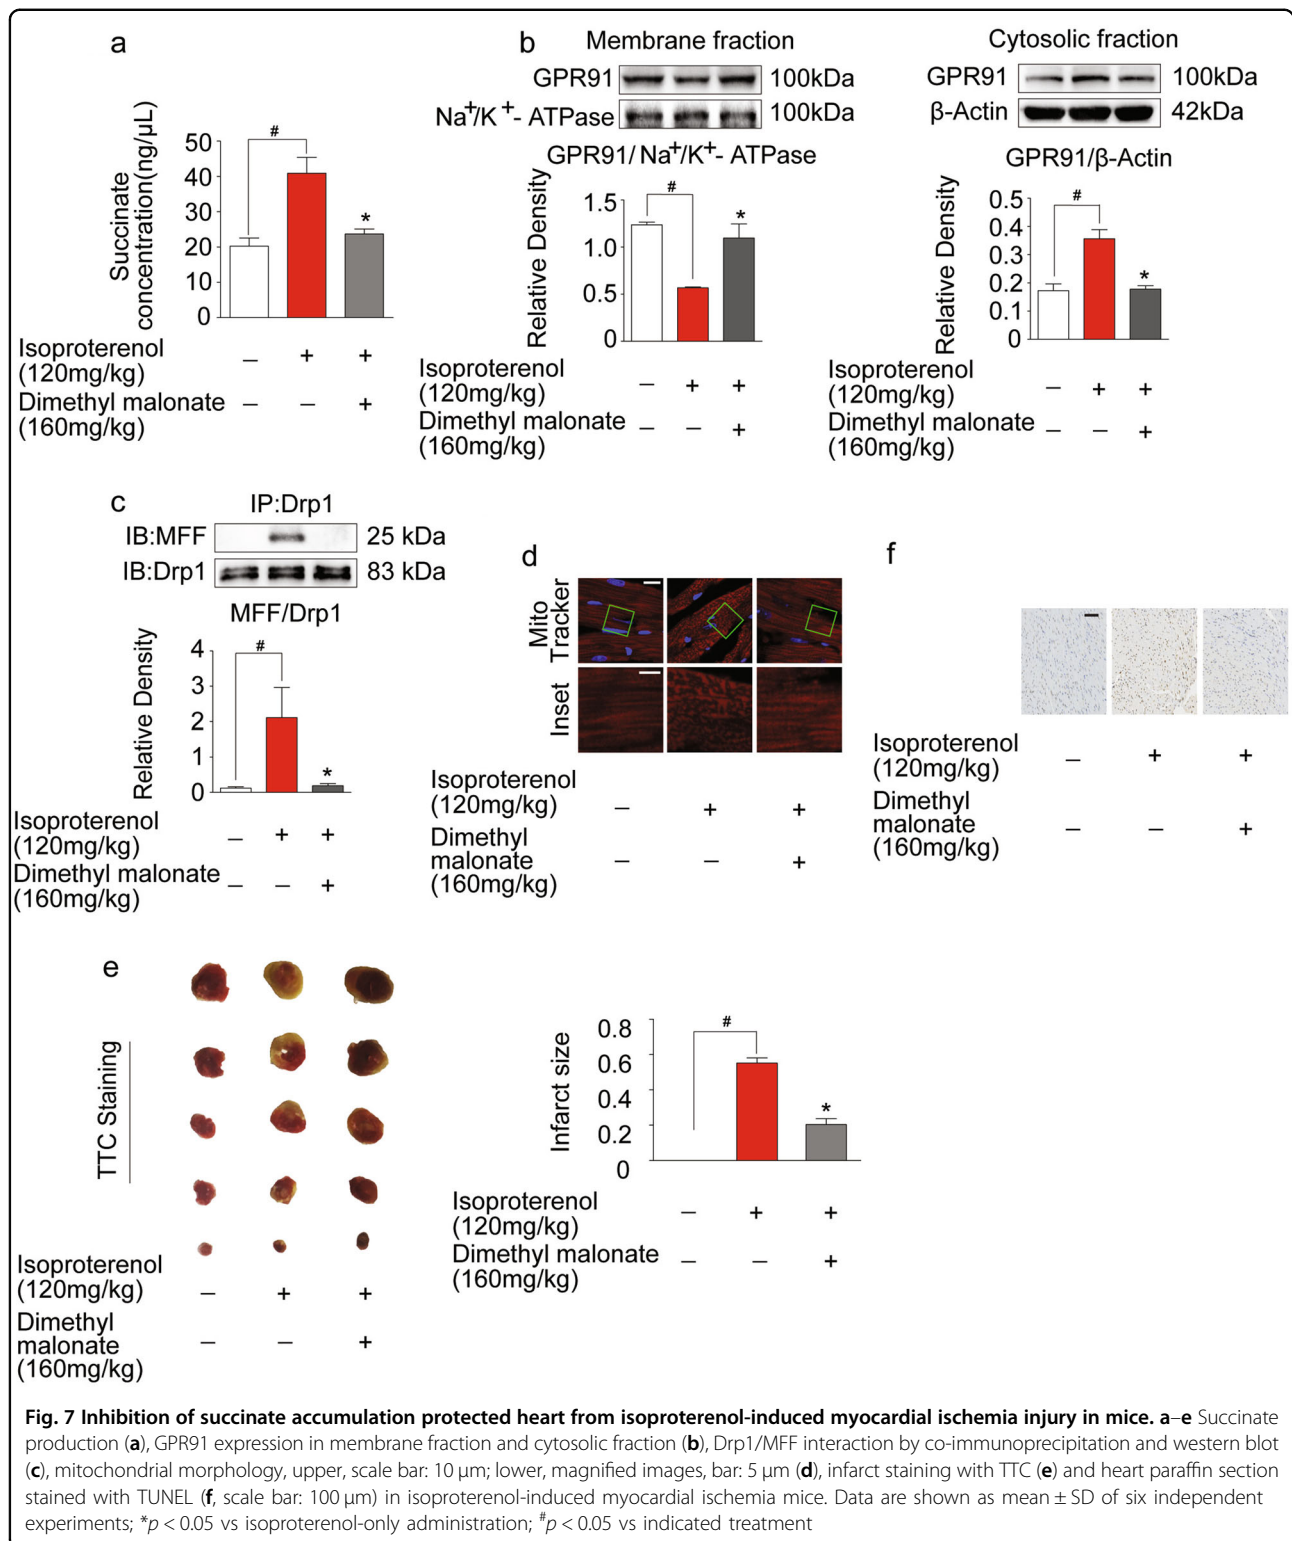 a
Succinate
concentration(ng/µL)
50
40
30
20
10
0
#
*
Isoproterenol
(120mg/kg)
– + +
Dimethyl malonate
(160mg/kg)
– – +
b
Membrane fraction
GPR91 100kDa
Na+/K+- ATPase 100kDa
GPR91/Na+/K+- ATPase
Relative Density
1.5
1.0
0.5
0
#
*
Isoproterenol
(120mg/kg)
– + +
Dimethyl malonate
(160mg/kg)
– – +
Cytosolic fraction
GPR91 100kDa
β-Actin 42kDa
GPR91/β-Actin
Relative Density
0.5
0.4
0.3
0.2
0.1
0
#
*
Isoproterenol
(120mg/kg)
– + +
Dimethyl malonate
(160mg/kg)
– – +
c
IP:Drp1
IB:MFF 25 kDa
IB:Drp1 83 kDa
MFF/Drp1
Relative Density
4
3
2
1
0
#
*
Isoproterenol
(120mg/kg)
– + +
Dimethyl malonate
(160mg/kg)
– – +
d
Mito
Tracker
Inset
Isoproterenol
(120mg/kg)
– + +
Dimethyl
malonate
(160mg/kg)
– – +
f
Isoproterenol
(120mg/kg)
– + +
Dimethyl
malonate
(160mg/kg)
– – +
e
TTC Staining
Isoproterenol
(120mg/kg)
– + +
Dimethyl
malonate
(160mg/kg)
– – +
Infarct size
0.8
0.6
0.4
0.2
0
#
*
Isoproterenol
(120mg/kg)
– + +
Dimethyl malonate
(160mg/kg)
– – +
Fig. 7 Inhibition of succinate accumulation protected heart from isoproterenol-induced myocardial ischemia injury in mice. a–e Succinate
production (a), GPR91 expression in membrane fraction and cytosolic fraction (b), Drp1/MFF interaction by co-immunoprecipitation and western blot
(c), mitochondrial morphology, upper, scale bar: 10 µm; lower, magnified images, bar: 5 µm (d), infarct staining with TTC (e) and heart paraffin section
stained with TUNEL (f, scale bar: 100 µm) in isoproterenol-induced myocardial ischemia mice. Data are shown as mean ± SD of six independent
experiments; *p < 0.05 vs isoproterenol-only administration; #p < 0.05 vs indicated treatment